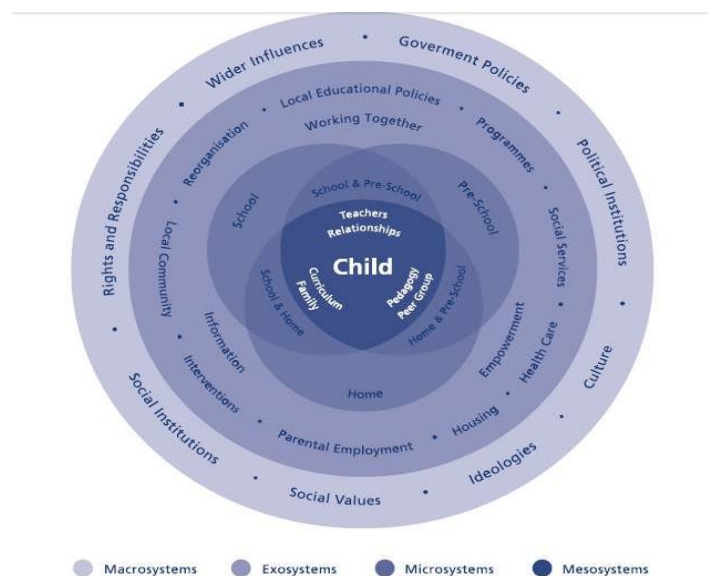 Wider Influences
•
Goverment Policies
•
Political Institutions
•
Culture
•
Ideologies
•
Social Values
•
Social Institutions
•
Rights and Responsibilities
•
Local Educational Policies
•
Programmes
•
Social Services
•
Health Care
•
Housing
•
Parental Employment
•
Interventions
•
Local Community
•
Reorganisation
•
Working Together
Empowerment
Information
School
School & Pre-School
Pre-School
Teachers
Relationships
Child
Curriculum
Family
Pedagogy
Peer Group
School & Home
Home & Pre-School
Home
Macrosystems
Exosystems
Microsystems
Mesosystems